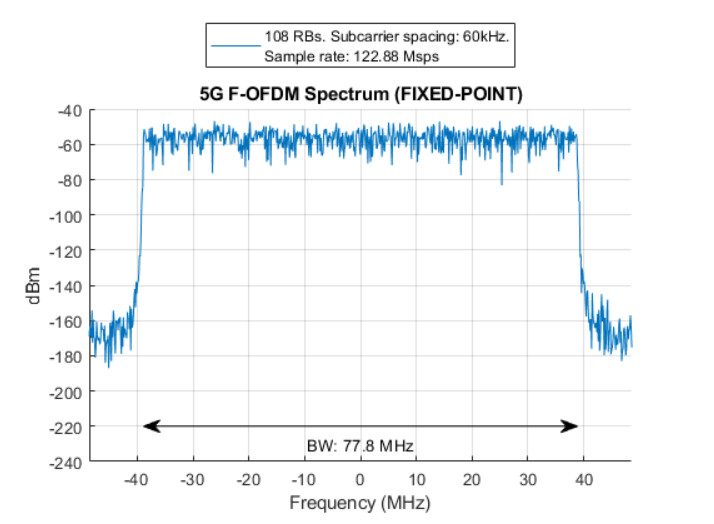 108 RBs. Subcarrier spacing: 60kHz.
Sample rate: 122.88 Msps
5G F-OFDM Spectrum (FIXED-POINT)
-40
-60
-80
-100
-120
-140
-160
-180
-200
-220
-240
dBm
BW: 77.8 MHz
-40 -30 -20 -10 0 10 20 30 40
Frequency (MHz)